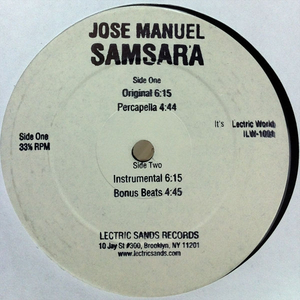 JOSE MANUEL
SAMSARA
Side One
Original 6:15
Percapella 4:44
It's Lectric World
ILW-1091
Side One
33⅓ RPM
Side Two
Instrumental 6:15
Bonus Beats 4:45
LECTRIC SANDS RECORDS
10 Jay St #300, Brooklyn, NY 11201
www.lectricsands.com